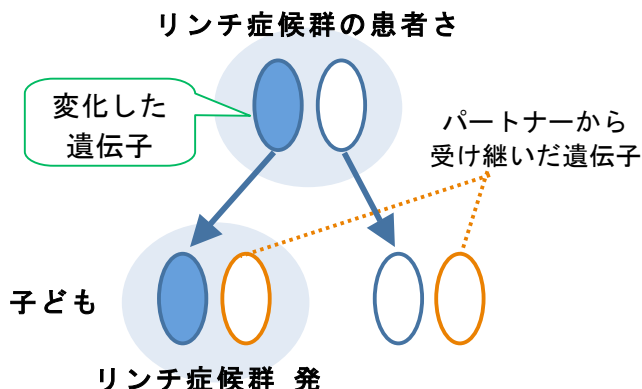 リンチ症候群の患者さ
変化した
遺伝子
パートナーから
受け継いだ遺伝子
子ども
リンチ症候群 発